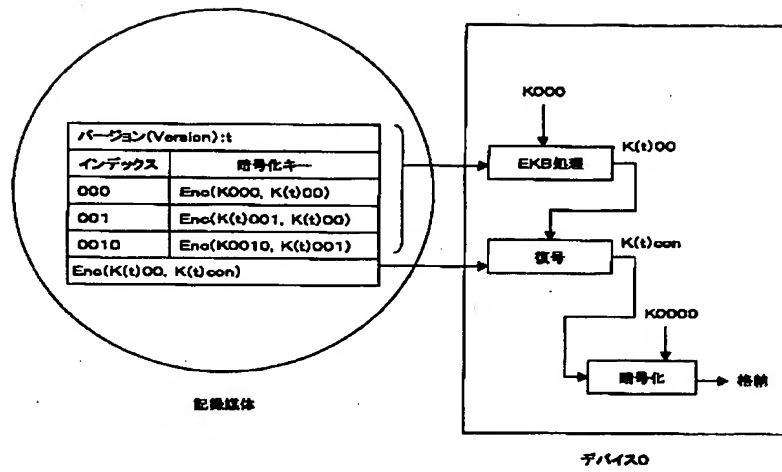 バージョン(Version):t
インデックス 暗号化キー
000 Enc(K000, K(t)00)
001 Enc(K(t)001, K(t)00)
0010 Enc(K0010, K(t)001)
Enc(K(t)00, K(t)con)
記録媒体
K000
EKB処理
K(t)00
復号
K(t)con
K0000
暗号化
格納
デバイス0